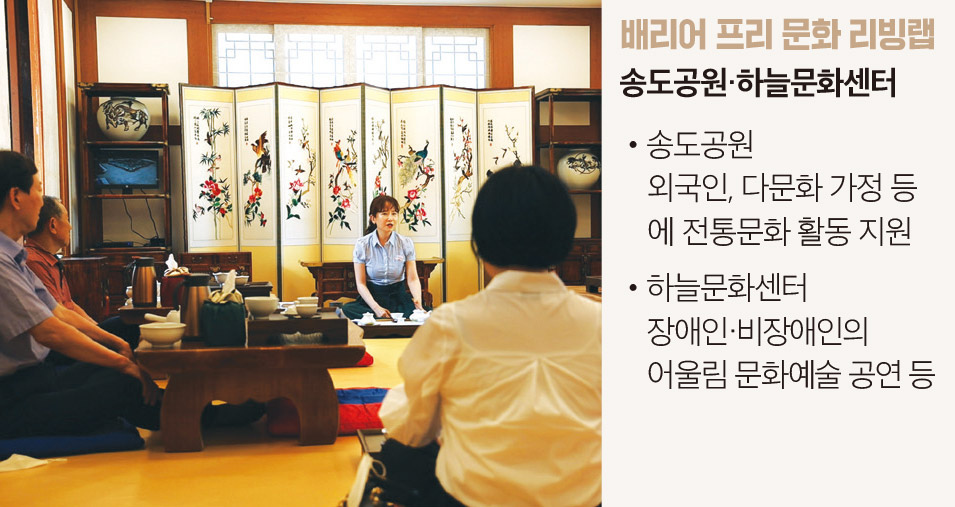 배리어 프리 문화 리빙랩
송도공원·하늘문화센터
• 송도공원
외국인, 다문화 가정 등
에 전통문화 활동 지원
• 하늘문화센터
장애인·비장애인의
어울림 문화예술 공연 등